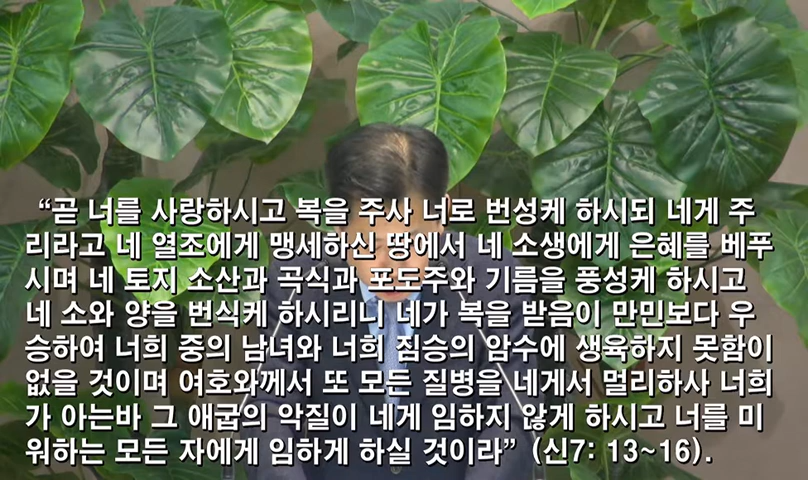 “곧 너를 사랑하시고 복을 주사 너로 번성케 하시되 네게 주
리라고 네 열조에게 맹세하신 땅에서 네 소생에게 은혜를 베푸
시며 네 토지 소산과 곡식과 포도주와 기름을 풍성케 하시고
네 소와 양을 번식케 하시리니 네가 복을 받음이 만민보다 우
승하여 너희 중의 남녀와 너희 짐승의 암수에 생육하지 못함이
없을 것이며 여호와께서 또 모든 질병을 네게서 멀리하사 너희
가 아는바 그 애굽의 악질이 네게 임하지 않게 하시고 너를 미
워하는 모든 자에게 임하게 하실 것이라” (신7: 13~16).